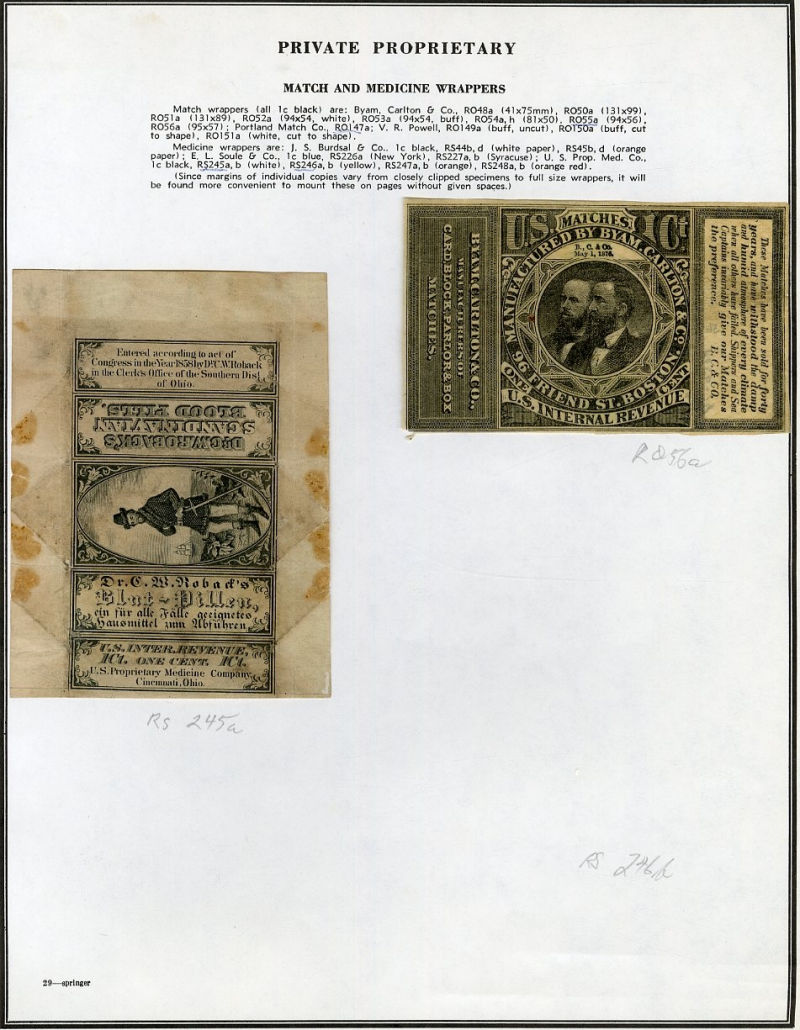 PRIVATE PROPRIETARY
MATCH AND MEDICINE WRAPPERS
Match wrappers (all 1c black) are: Byam, Carlton & Co., RO48a (41x75mm), RO50a (131x99),
RO51a (131x89), RO52a (94x54, white), RO53a (94x54, buff), RO54a, h (81x50), RO55a (94x56),
RO56a (95x57); Portland Match Co., RO147a; V. R. Powell, RO149a (buff, uncut), RO150a (buff, cut
to shape), RO151a (white, cut to shape).
Medicine wrappers are: J. S. Burdsal & Co., 1c black, RS44b, d (white paper), RS45b, d (orange
paper); E. L. Soule & Co., 1c blue, RS226a (New York), RS227a, b (Syracuse); U. S. Prop. Med. Co.,
1c black, RS245a, b (white), RS246a, b (yellow), RS247a, b (orange), RS248a, b (orange red).
(Since margins of individual copies vary from closely clipped specimens to full size wrappers, it will
be found more convenient to mount these on pages without given spaces.)
BYAM, CARLTON & CO.,
MANUFACTURERS OF
CARD BLOCK, PARLOR & BOX
MATCHES.
US MATCHES. 1Ct
MANUFACTURED BY BYAM, CARLTON & Co
B., C. & Co.
May 1, 1876.
96 FRIEND ST. BOSTON.
ONE CENT
U.S. INTERNAL REVENUE
These Matches have been sold for forty
years, and have withstood the damp
and humid atmosphere of every climate
when all others have failed. Shippers and Sea
Captains invariably give our Matches
the preference. B. C. & CO.
RO56a
Entered according to act of
Congress in the Year 1858 by Dr. C.W. Roback
in the Clerk's Office of the Southern Dist.
of Ohio.
Dr. C.W. ROBACK'S
SCANDINAVIAN
BLOOD PILLS.
Dr. C. W. Roback's
Blut-Pillen,
ein für alle Fälle geeignetes
Hausmittel zum Abführen.
U.S. INTER. REVENUE,
1Ct. ONE CENT. 1Ct.
U.S. Proprietary Medicine Company,
Cincinnati, Ohio.
RS 245a
RS 246b
29—springer